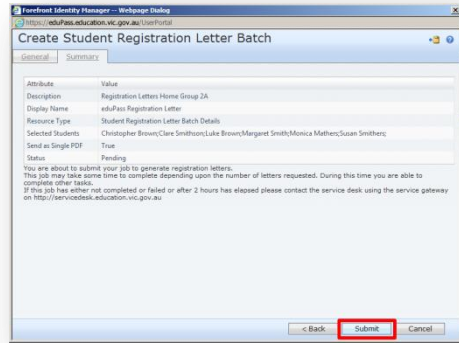 Forefront Identity Manager -- Webpage Dialog
https://eduPass.education.vic.gov.au/UserPortal
Create Student Registration Letter Batch
General Summary
Attribute Value
Description Registration Letters Home Group 2A
Display Name eduPass Registration Letter
Resource Type Student Registration Letter Batch Details
Selected Students Christopher Brown;Clare Smithson;Luke Brown;Margaret Smith;Monica Mathers;Susan Smithers;
Send as Single PDF True
Status Pending
You are about to submit your job to generate registration letters.
This job may take some time to complete depending upon the number of letters requested. During this time you are able to
complete other tasks.
If this job has either not completed or failed or after 2 hours has elapsed please contact the service desk using the service gateway
on http://servicedesk.education.vic.gov.au
< Back Submit Cancel